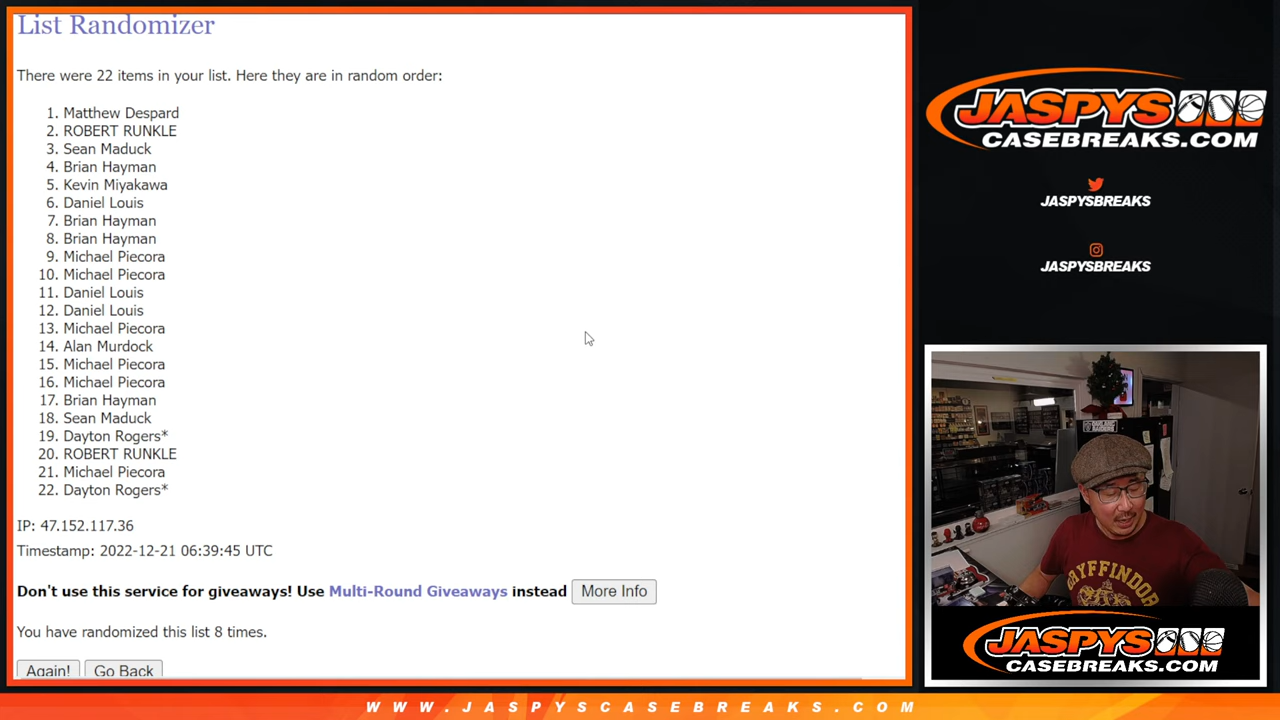 List Randomizer
There were 22 items in your list. Here they are in random order:
1. Matthew Despard
2. ROBERT RUNKLE
3. Sean Maduck
4. Brian Hayman
5. Kevin Miyakawa
6. Daniel Louis
7. Brian Hayman
8. Brian Hayman
9. Michael Piecora
10. Michael Piecora
11. Daniel Louis
12. Daniel Louis
13. Michael Piecora
14. Alan Murdock
15. Michael Piecora
16. Michael Piecora
17. Brian Hayman
18. Sean Maduck
19. Dayton Rogers*
20. ROBERT RUNKLE
21. Michael Piecora
22. Dayton Rogers*
IP: 47.152.117.36
Timestamp: 2022-12-21 06:39:45 UTC
Don't use this service for giveaways! Use Multi-Round Giveaways instead More Info
You have randomized this list 8 times.
Again! Go Back
JASPYS
CASEBREAKS.COM
JASPYSBREAKS
JASPYSBREAKS
GRYFFINDOR
JASPYS
CASEBREAKS.COM
WWW.JASPYSCASEBREAKS.COM